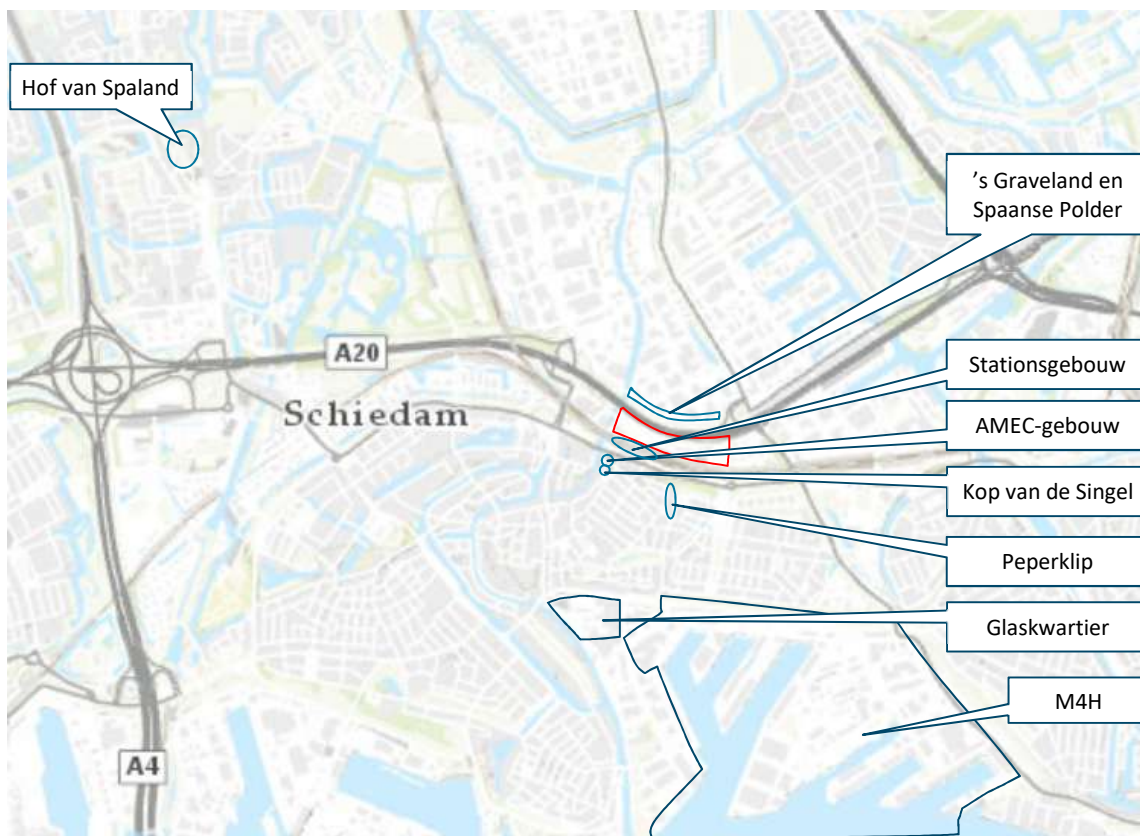 Hof van Spaland
’s Graveland en
Spaanse Polder
A20
Stationsgebouw
Schiedam
AMEC-gebouw
Kop van de Singel
Peperklip
Glaskwartier
M4H
A4